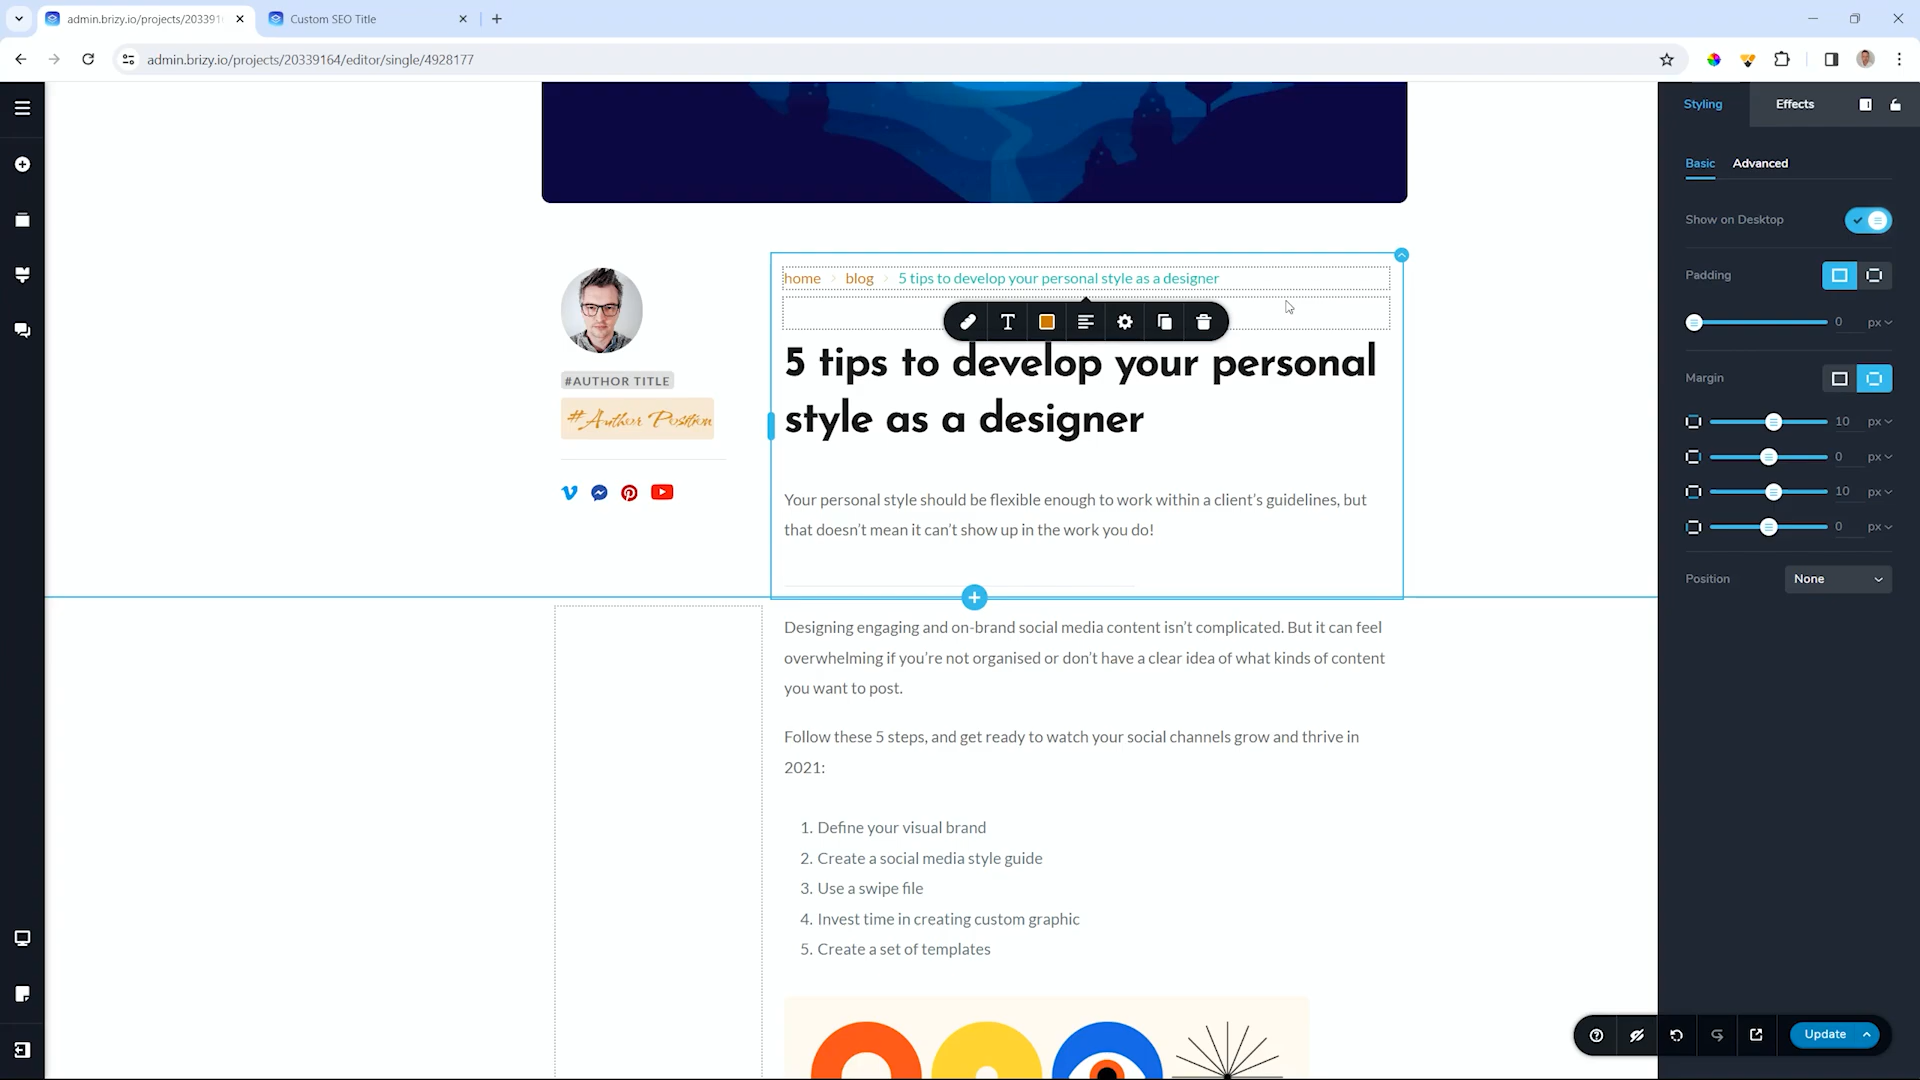 admin.brizy.io/projects/203391
Custom SEO Title
admin.brizy.io/projects/20339164/editor/single/4928177
Styling
Effects
Basic
Advanced
Show on Desktop
Padding
0
px
Margin
10
px
0
px
10
px
0
px
Position
None
home
blog
5 tips to develop your personal style as a designer
T
5 tips to develop your personal
style as a designer
#AUTHOR TITLE
#Author Position
Your personal style should be flexible enough to work within a client’s guidelines, but
that doesn’t mean it can’t show up in the work you do!
Designing engaging and on-brand social media content isn’t complicated. But it can feel
overwhelming if you’re not organised or don’t have a clear idea of what kinds of content
you want to post.
Follow these 5 steps, and get ready to watch your social channels grow and thrive in
2021:
1. Define your visual brand
2. Create a social media style guide
3. Use a swipe file
4. Invest time in creating custom graphic
5. Create a set of templates
Update